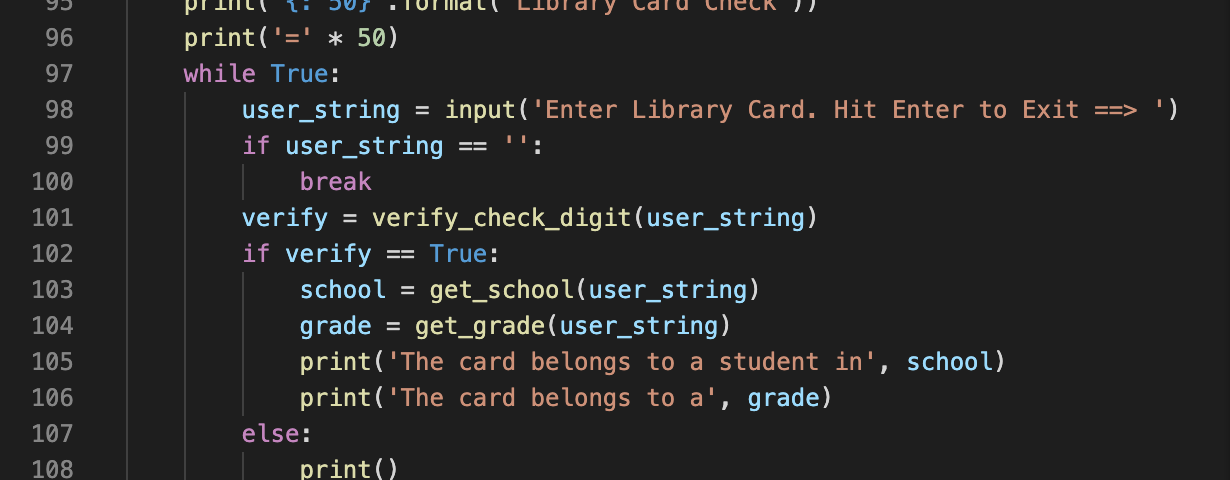 95 print('{:^50}'.format('Library Card Check'))
96 print('=' * 50)
97 while True:
98 user_string = input('Enter Library Card. Hit Enter to Exit ==> ')
99 if user_string == '':
100 break
101 verify = verify_check_digit(user_string)
102 if verify == True:
103 school = get_school(user_string)
104 grade = get_grade(user_string)
105 print('The card belongs to a student in', school)
106 print('The card belongs to a', grade)
107 else:
108 print()